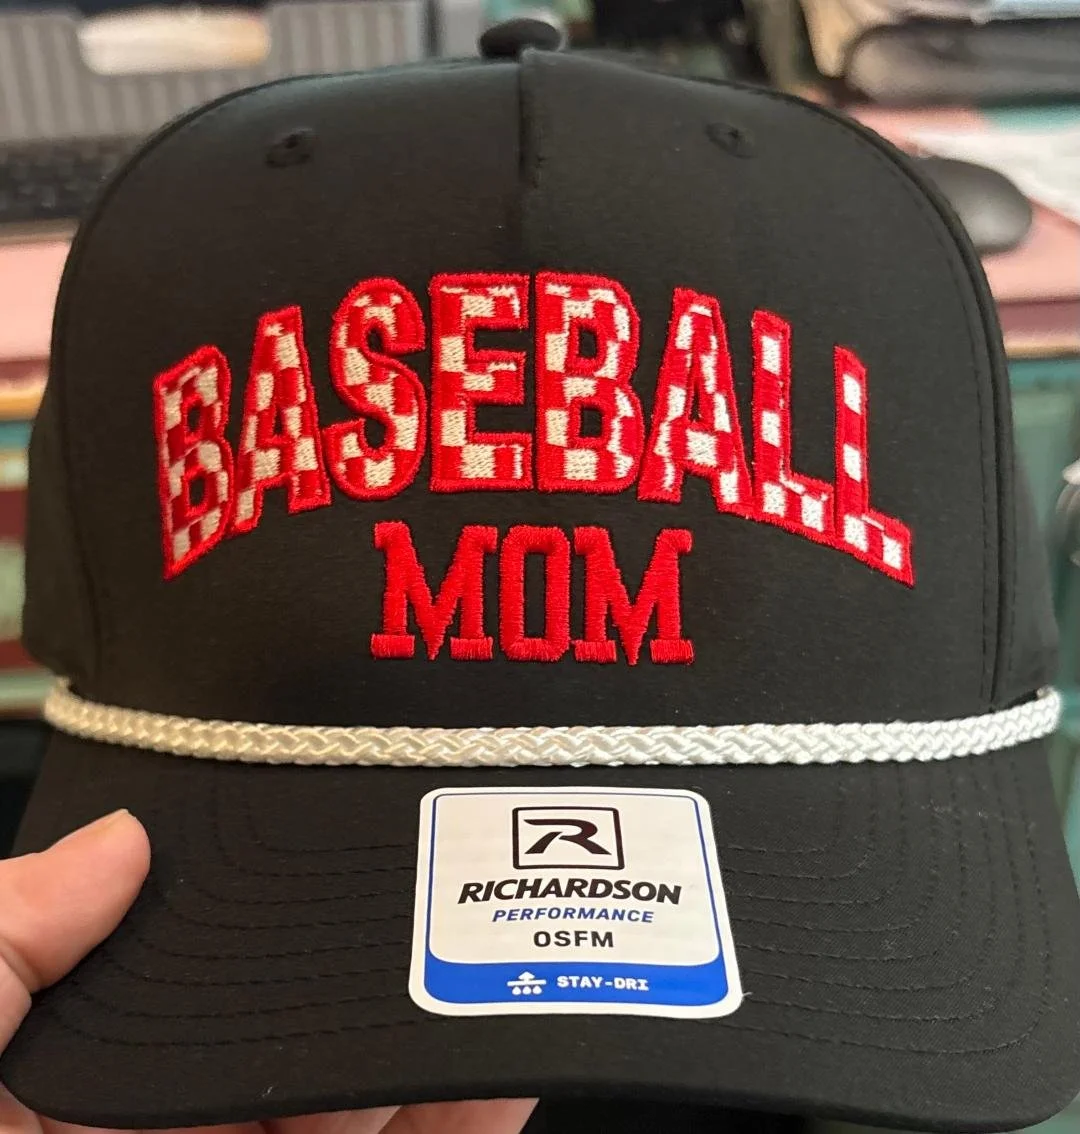 BASEBALL
MOM
R
RICHARDSON
PERFORMANCE
OSFM
STAY-DRI